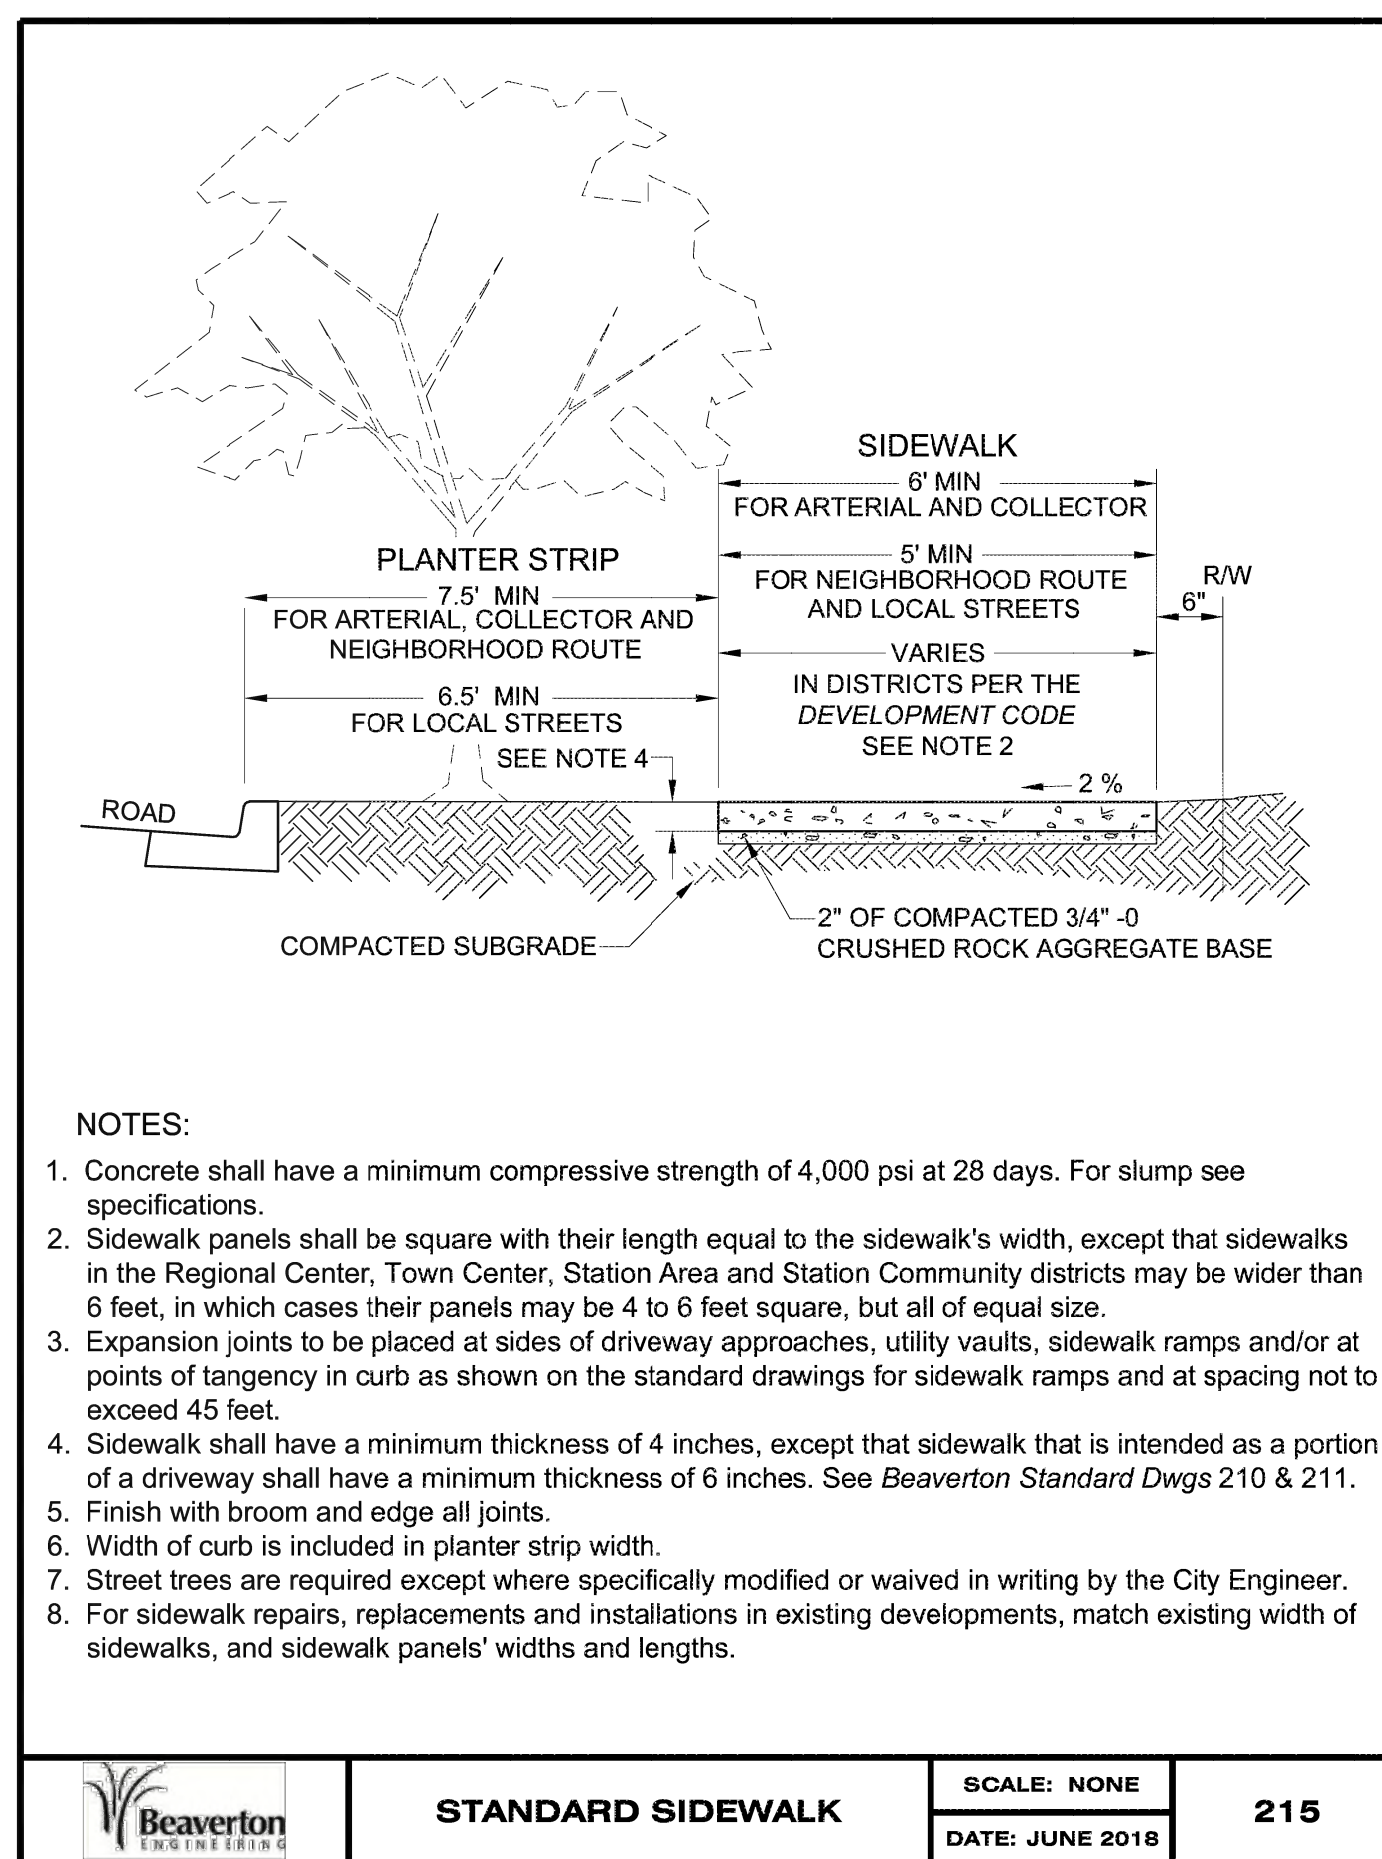 SIDEWALK
6' MIN
FOR ARTERIAL AND COLLECTOR
PLANTER STRIP
7.5' MIN
FOR ARTERIAL, COLLECTOR AND
NEIGHBORHOOD ROUTE
5' MIN
FOR NEIGHBORHOOD ROUTE
AND LOCAL STREETS
R/W
6"
6.5' MIN
FOR LOCAL STREETS
VARIES
IN DISTRICTS PER THE
DEVELOPMENT CODE
SEE NOTE 2
SEE NOTE 4
2 %
ROAD
COMPACTED SUBGRADE
2" OF COMPACTED 3/4" -0
CRUSHED ROCK AGGREGATE BASE
NOTES:
1. Concrete shall have a minimum compressive strength of 4,000 psi at 28 days. For slump see
specifications.
2. Sidewalk panels shall be square with their length equal to the sidewalk's width, except that sidewalks
in the Regional Center, Town Center, Station Area and Station Community districts may be wider than
6 feet, in which cases their panels may be 4 to 6 feet square, but all of equal size.
3. Expansion joints to be placed at sides of driveway approaches, utility vaults, sidewalk ramps and/or at
points of tangency in curb as shown on the standard drawings for sidewalk ramps and at spacing not to
exceed 45 feet.
4. Sidewalk shall have a minimum thickness of 4 inches, except that sidewalk that is intended as a portion
of a driveway shall have a minimum thickness of 6 inches. See Beaverton Standard Dwgs 210 & 211.
5. Finish with broom and edge all joints.
6. Width of curb is included in planter strip width.
7. Street trees are required except where specifically modified or waived in writing by the City Engineer.
8. For sidewalk repairs, replacements and installations in existing developments, match existing width of
sidewalks, and sidewalk panels' widths and lengths.
Beaverton
ENGINEERING
STANDARD SIDEWALK
SCALE: NONE
DATE: JUNE 2018
215